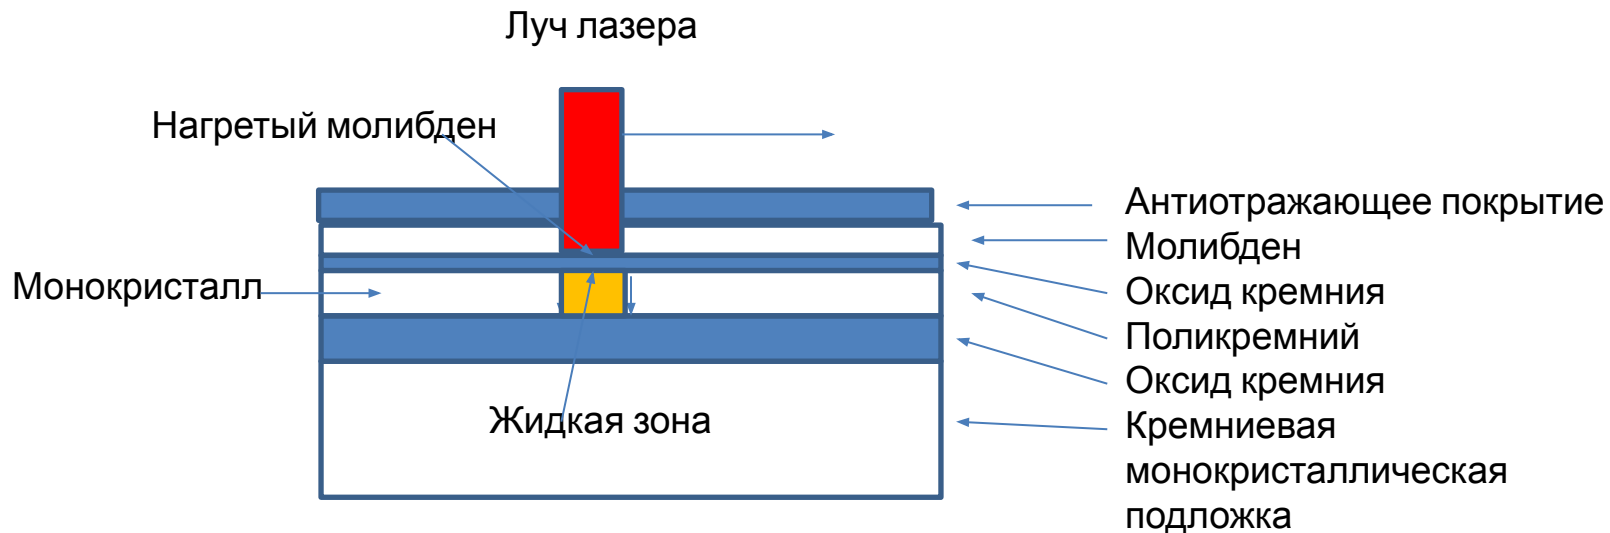 Луч лазера
Нагретый молибден
Монокристалл
Жидкая зона
Антиотражающее покрытие
Молибден
Оксид кремния
Поликремний
Оксид кремния
Кремниевая
монокристаллическая
подложка